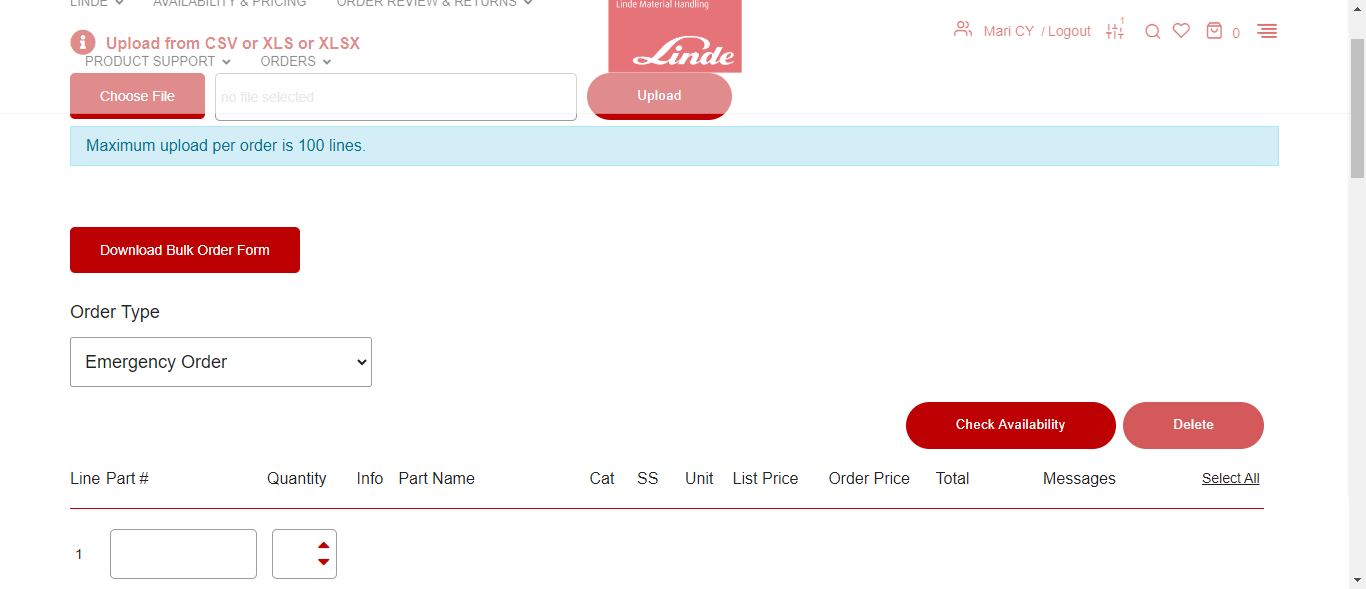 LINDE AVAILABILITY & PRICING ORDER REVIEW & RETURNS
Linde Material Handling
Linde
Mari CY / Logout 1 0
Upload from CSV or XLS or XLSX
PRODUCT SUPPORT ORDERS
Choose File no file selected Upload
Maximum upload per order is 100 lines.
Download Bulk Order Form
Order Type
Emergency Order
Check Availability Delete
Line Part # Quantity Info Part Name Cat SS Unit List Price Order Price Total Messages Select All
1